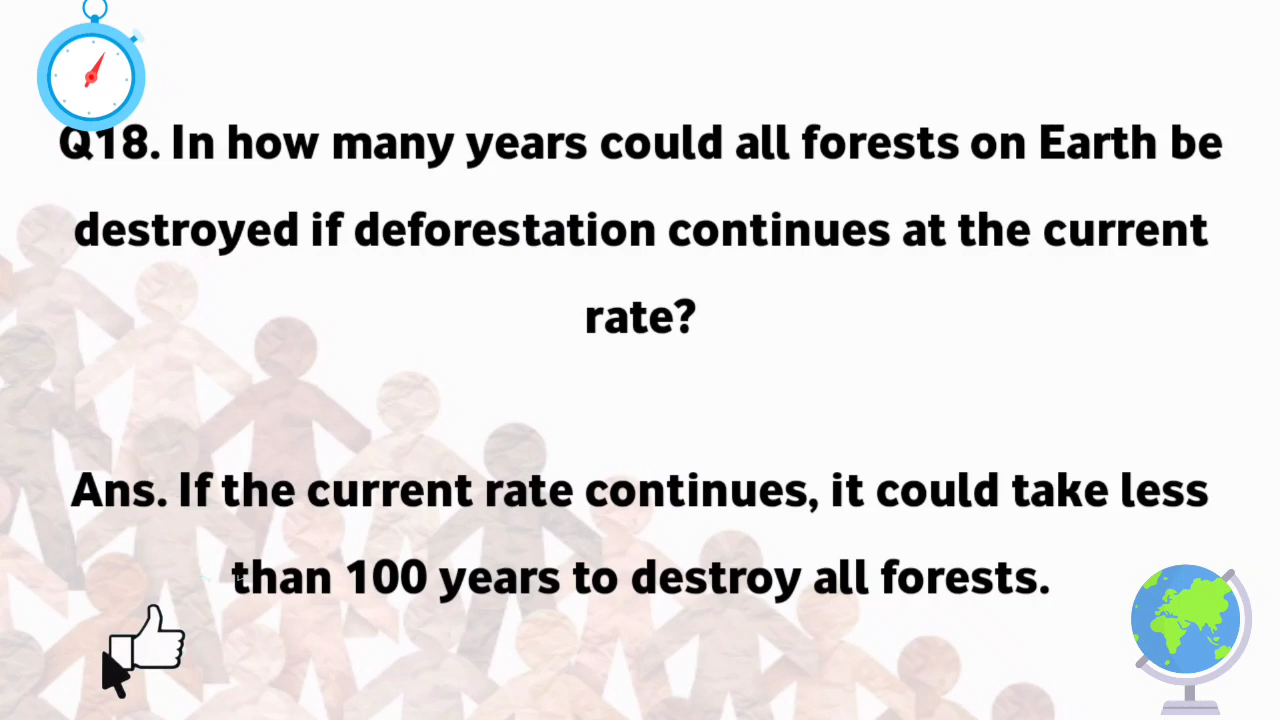 Q18. In how many years could all forests on Earth be
destroyed if deforestation continues at the current
rate?
Ans. If the current rate continues, it could take less
than 100 years to destroy all forests.